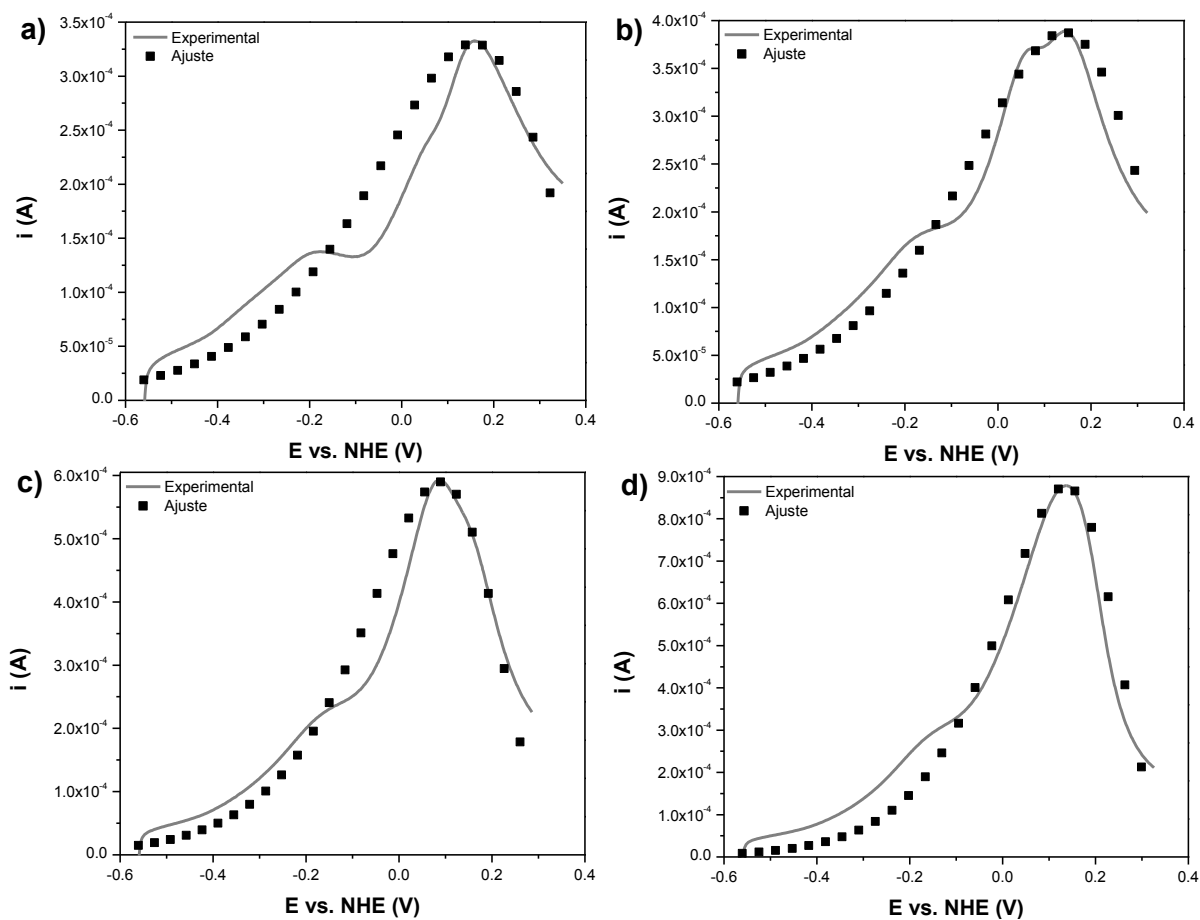 a)
Experimental
Ajuste
3.5x10⁻⁴
3.0x10⁻⁴
2.5x10⁻⁴
2.0x10⁻⁴
1.5x10⁻⁴
1.0x10⁻⁴
5.0x10⁻⁵
0.0
i (A)
-0.6 -0.4 -0.2 0.0 0.2 0.4
E vs. NHE (V)
b)
Experimental
Ajuste
4.0x10⁻⁴
3.5x10⁻⁴
3.0x10⁻⁴
2.5x10⁻⁴
2.0x10⁻⁴
1.5x10⁻⁴
1.0x10⁻⁴
5.0x10⁻⁵
0.0
i (A)
-0.6 -0.4 -0.2 0.0 0.2 0.4
E vs. NHE (V)
c)
Experimental
Ajuste
6.0x10⁻⁴
5.0x10⁻⁴
4.0x10⁻⁴
3.0x10⁻⁴
2.0x10⁻⁴
1.0x10⁻⁴
0.0
i (A)
-0.6 -0.4 -0.2 0.0 0.2 0.4
E vs. NHE (V)
d)
Experimental
Ajuste
9.0x10⁻⁴
8.0x10⁻⁴
7.0x10⁻⁴
6.0x10⁻⁴
5.0x10⁻⁴
4.0x10⁻⁴
3.0x10⁻⁴
2.0x10⁻⁴
1.0x10⁻⁴
0.0
i (A)
-0.6 -0.4 -0.2 0.0 0.2 0.4
E vs. NHE (V)